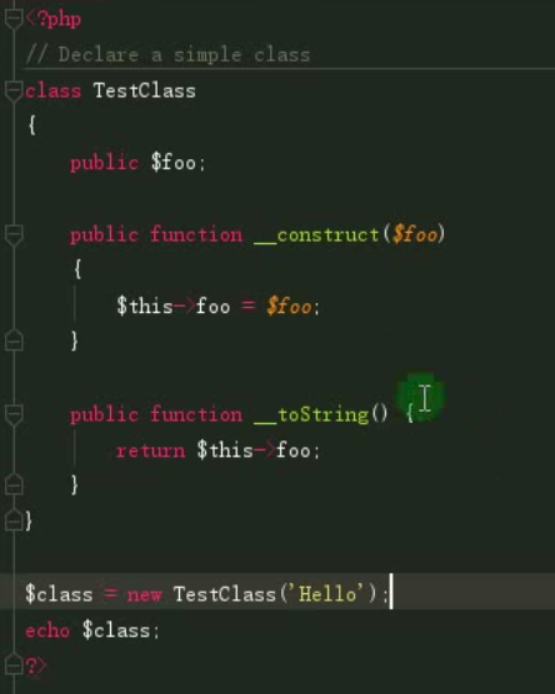 <?php
// Declare a simple class
class TestClass
{
public $foo;
public function __construct($foo)
{
$this->foo = $foo;
}
public function __toString() {
return $this->foo;
}
}
$class = new TestClass('Hello');
echo $class;
?>